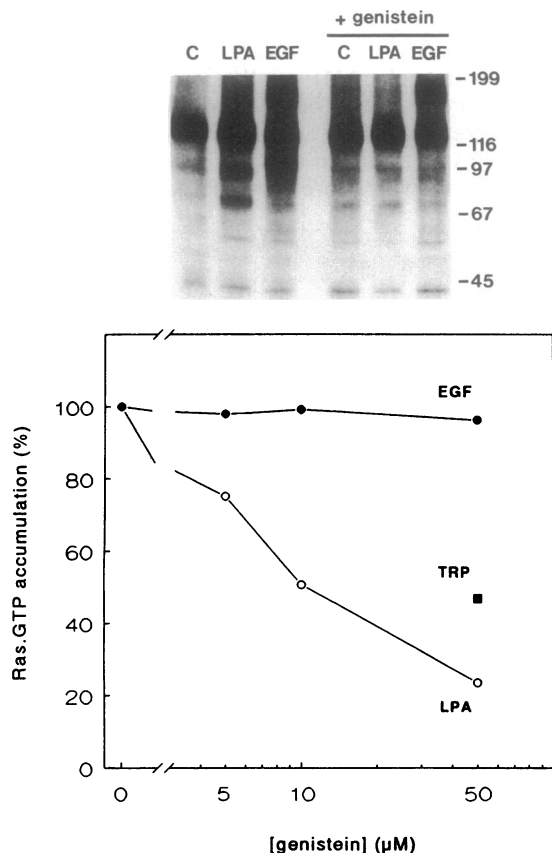 + genistein
C LPA EGF C LPA EGF
-199
-116
-97
-67
-45
EGF
TRP
LPA
100
80
60
40
20
0
0 5 10 50
Ras.GTP accumulation (%)
[genistein] (μM)